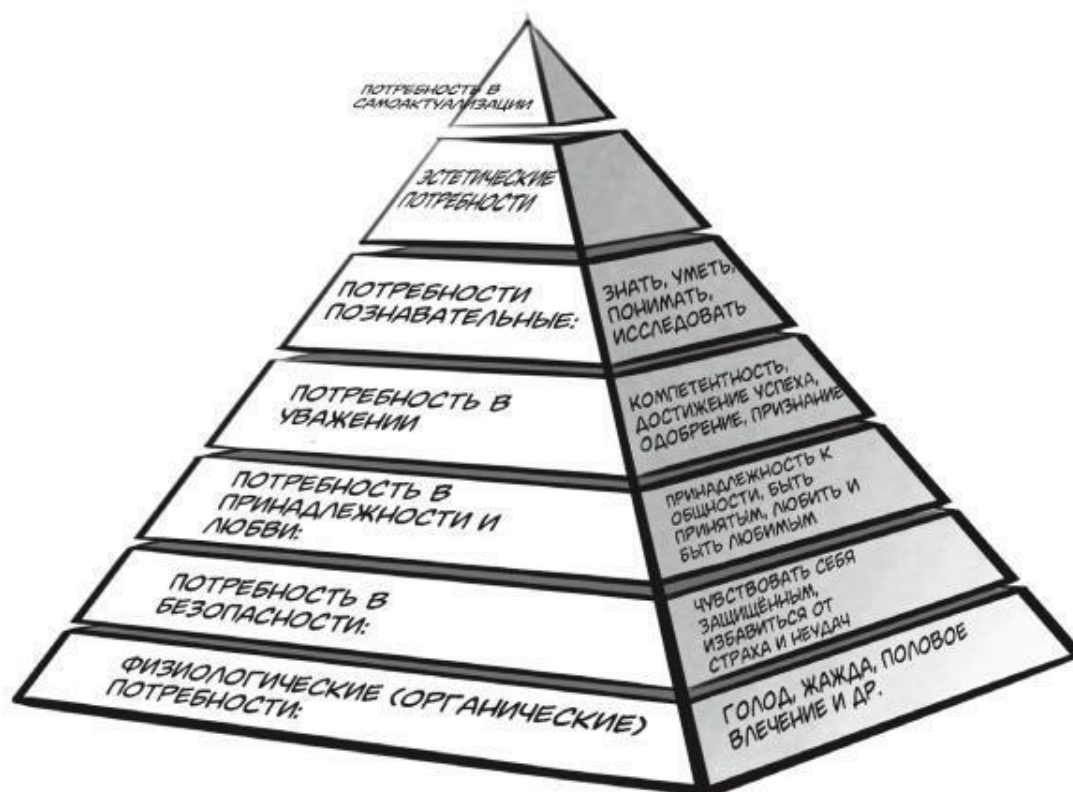 ПОТРЕБНОСТЬ В
САМОАКТУАЛИЗАЦИИ
ЭСТЕТИЧЕСКИЕ
ПОТРЕБНОСТИ
ПОТРЕБНОСТИ
ПОЗНАВАТЕЛЬНЫЕ:
ЗНАТЬ, УМЕТЬ,
ПОНИМАТЬ,
ИССЛЕДОВАТЬ
ПОТРЕБНОСТЬ В
УВАЖЕНИИ
КОМПЕТЕНТНОСТЬ,
ДОСТИЖЕНИЕ УСПЕХА,
ОДОБРЕНИЕ, ПРИЗНАНИЕ
ПОТРЕБНОСТЬ В
ПРИНАДЛЕЖНОСТИ И
ЛЮБВИ:
ПРИНАДЛЕЖНОСТЬ К
ОБЩНОСТИ, БЫТЬ
ПРИНЯТЫМ, ЛЮБИТЬ И
БЫТЬ ЛЮБИМЫМ
ПОТРЕБНОСТЬ В
БЕЗОПАСНОСТИ:
ЧУВСТВОВАТЬ СЕБЯ
ЗАЩИЩЁННЫМ,
ИЗБАВИТЬСЯ ОТ
СТРАХА И НЕУДАЧ
ФИЗИОЛОГИЧЕСКИЕ (ОРГАНИЧЕСКИЕ)
ПОТРЕБНОСТИ:
ГОЛОД, ЖАЖДА, ПОЛОВОЕ
ВЛЕЧЕНИЕ И ДР.